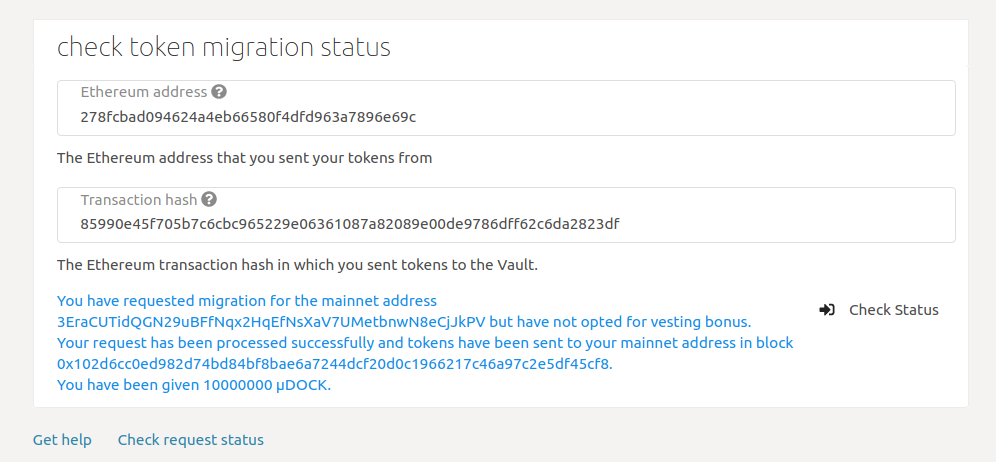 check token migration status
Ethereum address
278fcbad094624a4eb66580f4dfd963a7896e69c
The Ethereum address that you sent your tokens from
Transaction hash
85990e45f705b7c6cbc965229e06361087a82089e00de9786dff62c6da2823df
The Ethereum transaction hash in which you sent tokens to the Vault.
You have requested migration for the mainnet address
3EraCUTidQGN29uBFfNqx2HqEfNsXaV7UMetbnwN8eCjJkPV but have not opted for vesting bonus.
Your request has been processed successfully and tokens have been sent to your mainnet address in block
0x102d6cc0ed982d74bd84bf8bae6a7244dcf20d0c1966217c46a97c2e5df45cf8.
You have been given 10000000 µDOCK.
Check Status
Get help
Check request status